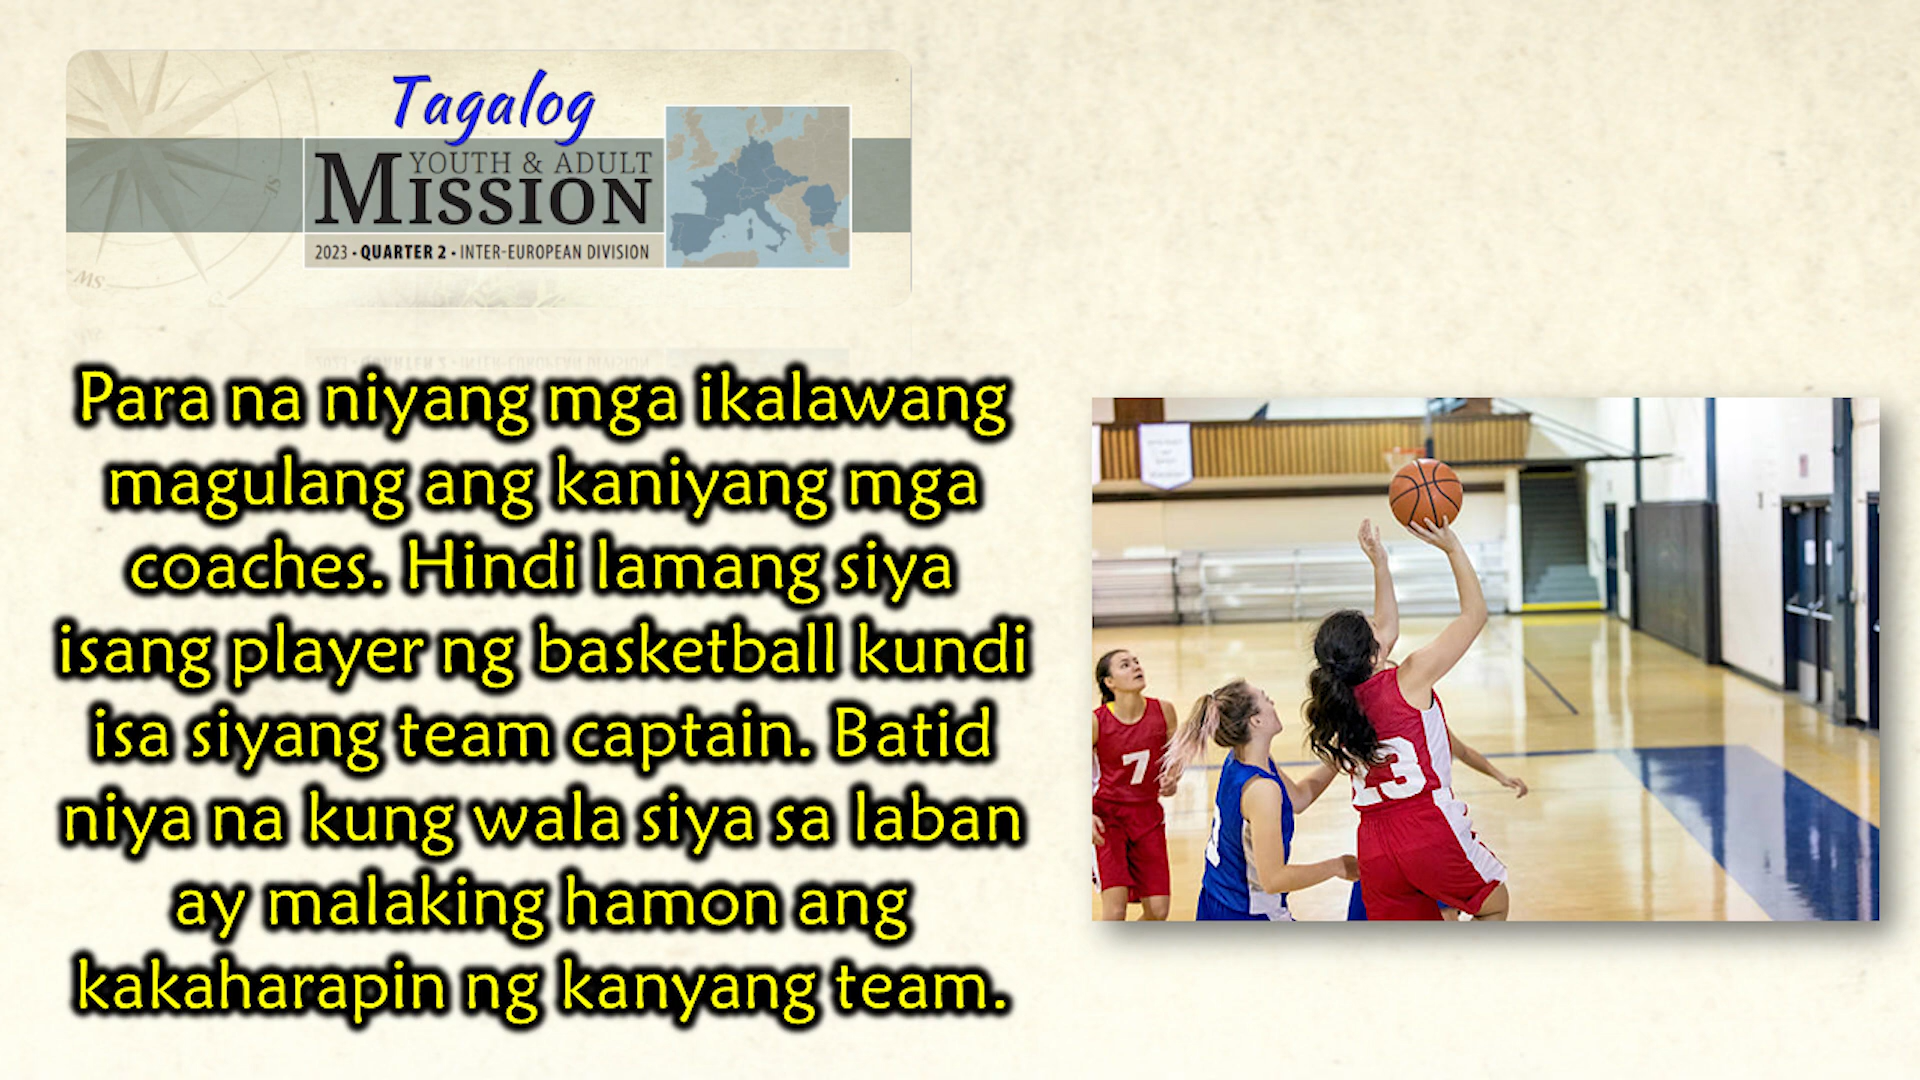 Tagalog
YOUTH & ADULT
MISSION
2023 • QUARTER 2 • INTER-EUROPEAN DIVISION
MS
Para na niyang mga ikalawang
magulang ang kaniyang mga
coaches. Hindi lamang siya
isang player ng basketball kundi
isa siyang team captain. Batid
niya na kung wala siya sa laban
ay malaking hamon ang
kakaharapin ng kanyang team.
7
23